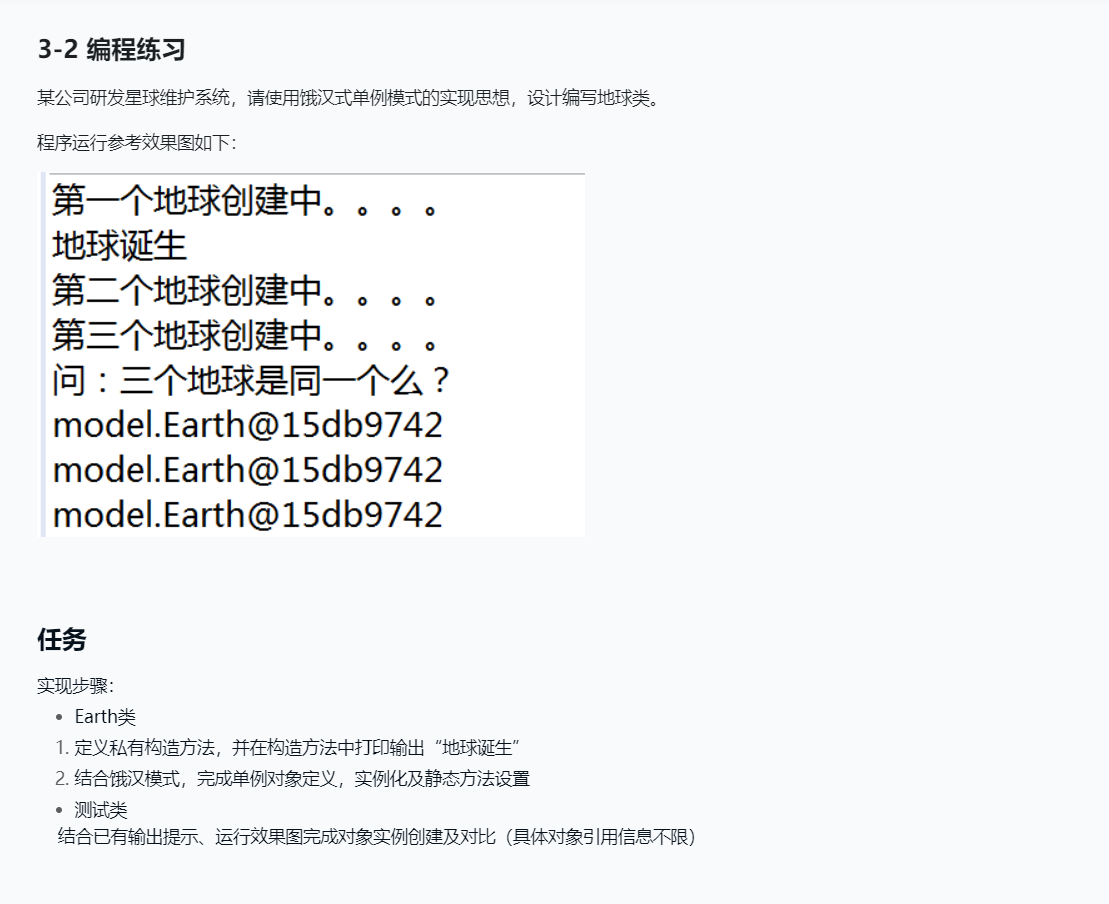 3-2 编程练习
某公司研发星球维护系统，请使用饿汉式单例模式的实现思想，设计编写地球类。
程序运行参考效果图如下：
第一个地球创建中。。。。
地球诞生
第二个地球创建中。。。。
第三个地球创建中。。。。
问：三个地球是同一个么？
model.Earth@15db9742
model.Earth@15db9742
model.Earth@15db9742
任务
实现步骤：
• Earth类
1. 定义私有构造方法，并在构造方法中打印输出“地球诞生”
2. 结合饿汉模式，完成单例对象定义，实例化及静态方法设置
• 测试类
结合已有输出提示、运行效果图完成对象实例创建及对比（具体对象引用信息不限）